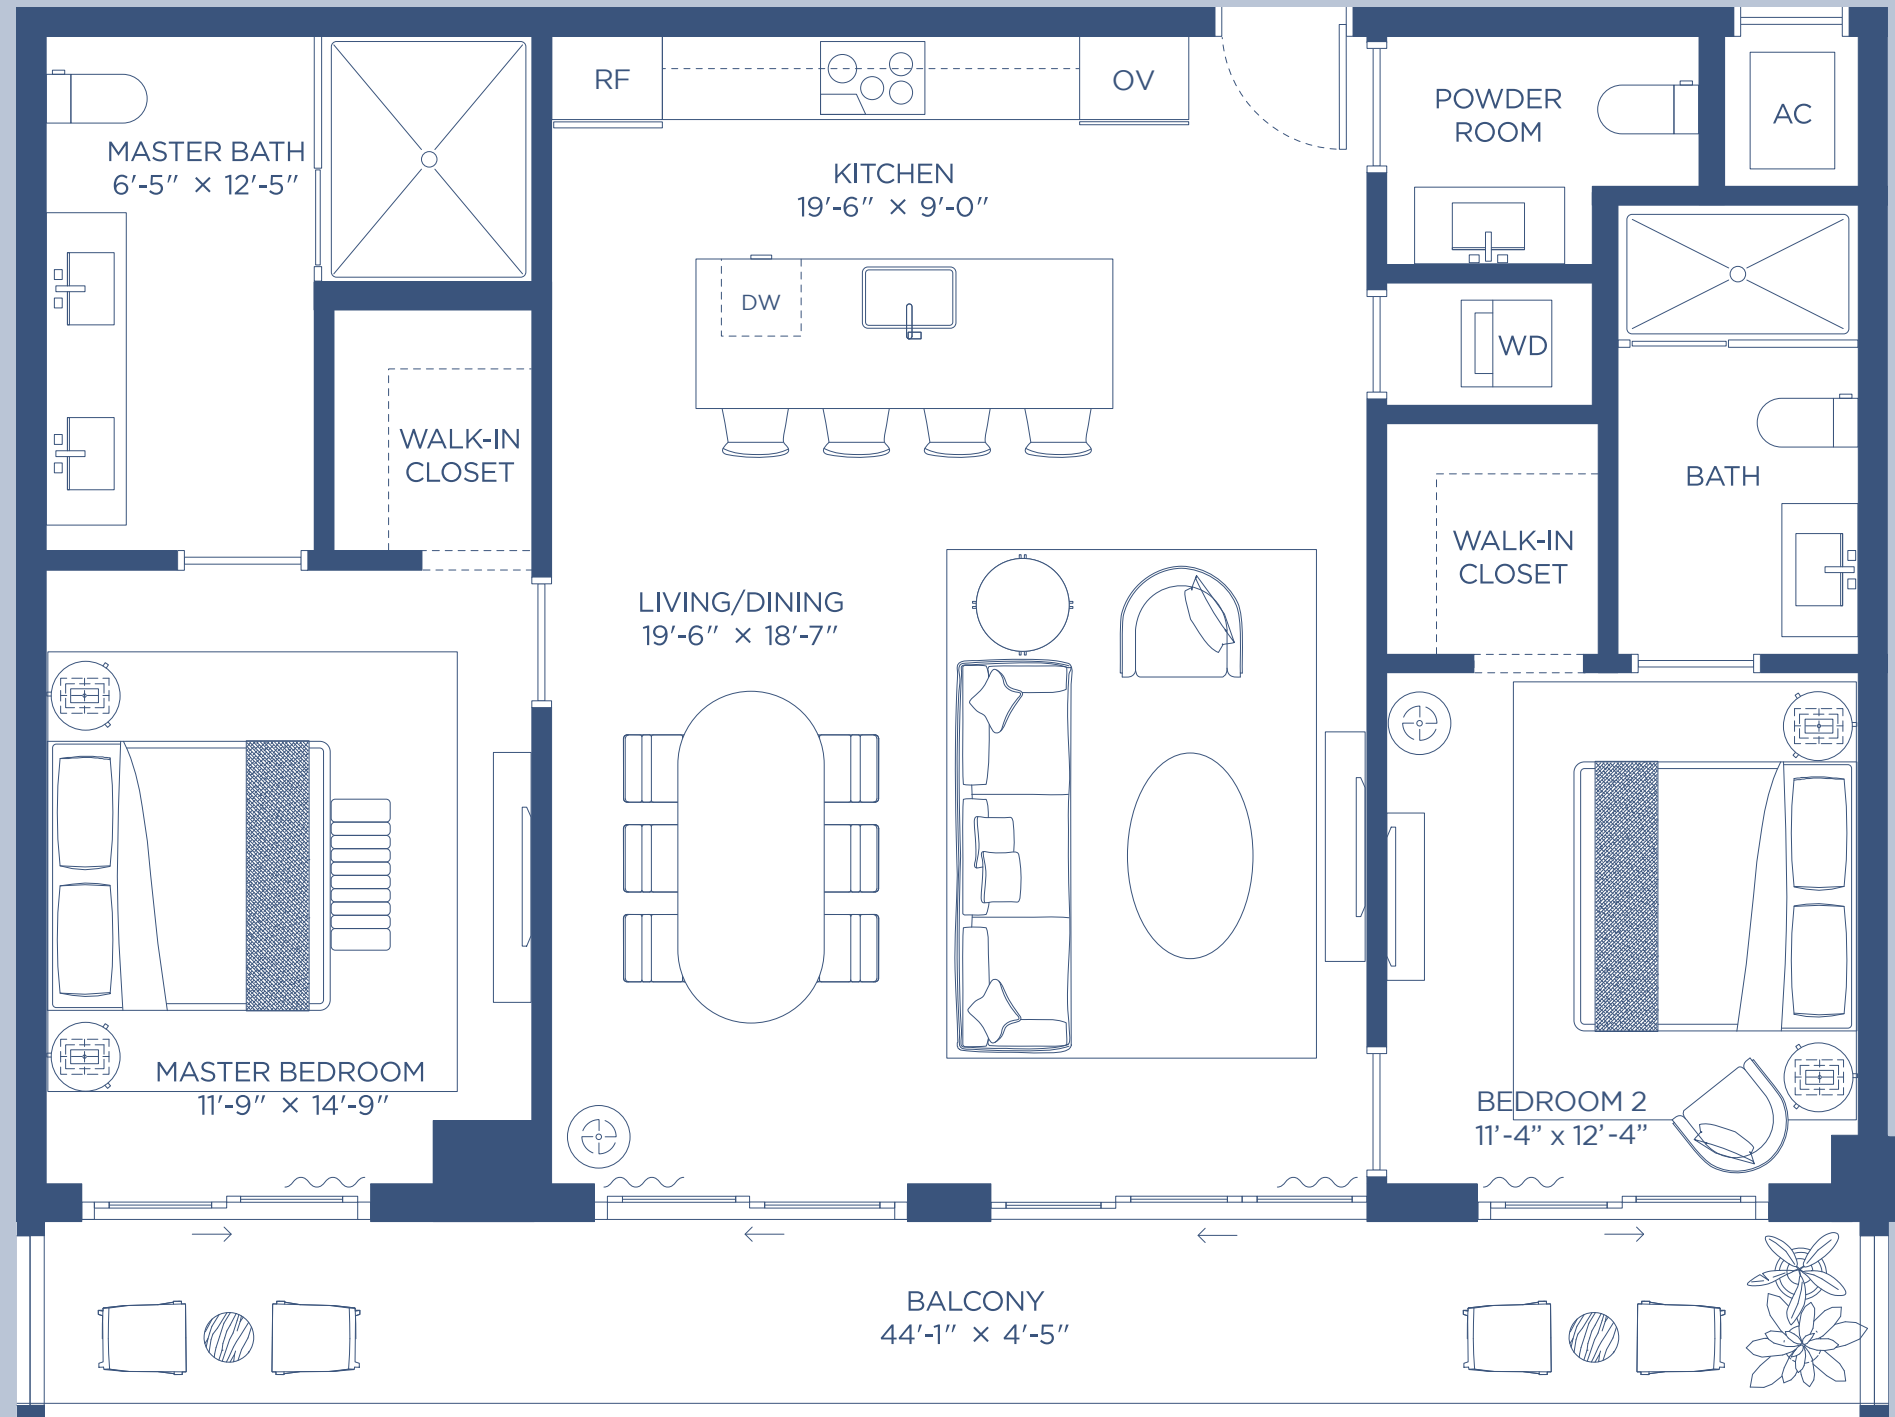 RF
OV
POWDER
ROOM
AC
MASTER BATH
6'-5" × 12'-5"
KITCHEN
19'-6" × 9'-0"
DW
WD
WALK-IN
CLOSET
BATH
WALK-IN
CLOSET
LIVING/DINING
19'-6" × 18'-7"
MASTER BEDROOM
11'-9" × 14'-9"
BEDROOM 2
11’-4” x 12’-4”
BALCONY
44'-1" × 4'-5"